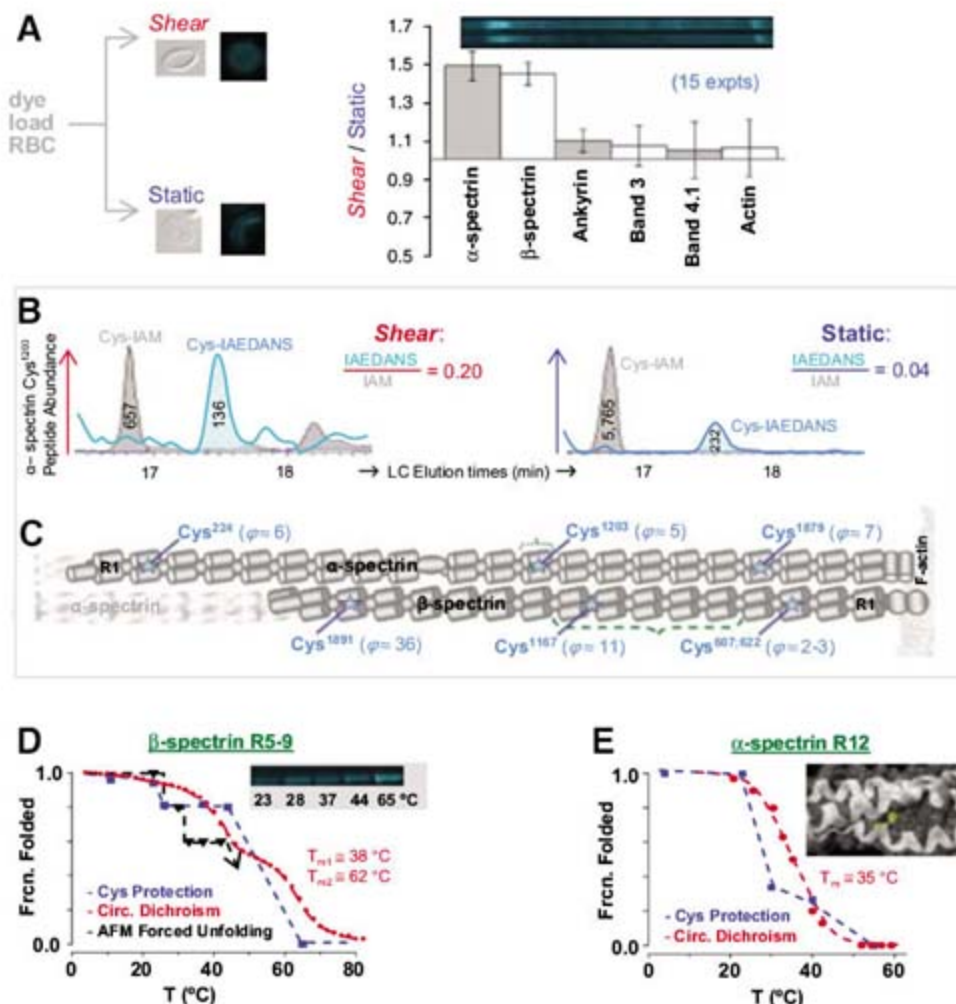 A
Shear
dye
load
RBC
Static
Shear / Static
1.7
1.5
1.3
1.1
0.9
0.7
0.5
(15 expts)
α-spectrin
β-spectrin
Ankyrin
Band 3
Band 4.1
Actin
B
α– spectrin Cys¹²⁰³
Peptide Abundance
Cys-IAM
Cys-IAEDANS
657
136
17
18
Shear:
IAEDANS
IAM
= 0.20
→ LC Elution times (min)
Cys-IAM
5,765
Cys-IAEDANS
232
17
18
Static:
IAEDANS
IAM
= 0.04
C
Cys²²⁴ (φ≈ 6)
Cys¹²⁰³ (φ≈ 5)
Cys¹⁸⁷⁹ (φ≈ 7)
R1
α-spectrin
F-actin
α-spectrin
β-spectrin
R1
Cys¹⁸⁹¹ (φ≈ 36)
Cys¹¹⁶⁷ (φ≈ 11)
Cys⁶⁰⁷;⁶²² (φ≈ 2-3)
D
β-spectrin R5-9
Frcn. Folded
1.0
0.0
23 28 37 44 65 °C
Tm1 ≅ 38 °C
Tm2 ≅ 62 °C
- Cys Protection
- Circ. Dichroism
- AFM Forced Unfolding
0 20 40 60 80
T (ºC)
E
α-spectrin R12
Frcn. Folded
1.0
0.0
Tm ≅ 35 °C
- Cys Protection
- Circ. Dichroism
0 20 40 60
T (ºC)